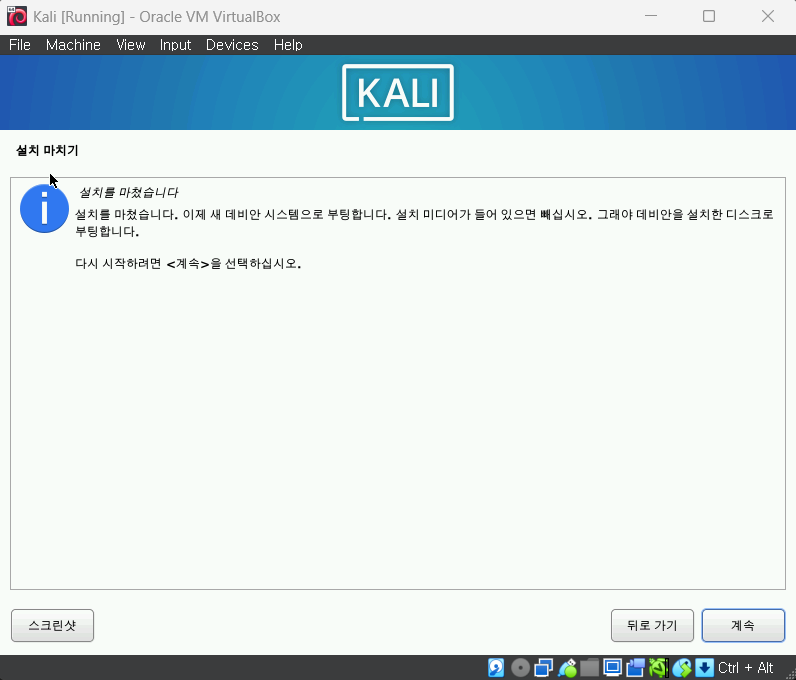 Kali [Running] - Oracle VM VirtualBox
File Machine View Input Devices Help
KALI
설치 마치기
설치를 마쳤습니다
설치를 마쳤습니다. 이제 새 데비안 시스템으로 부팅합니다. 설치 미디어가 들어 있으면 빼십시오. 그래야 데비안을 설치한 디스크로
부팅합니다.
다시 시작하려면 <계속>을 선택하십시오.
스크린샷 뒤로 가기 계속
Ctrl + Alt